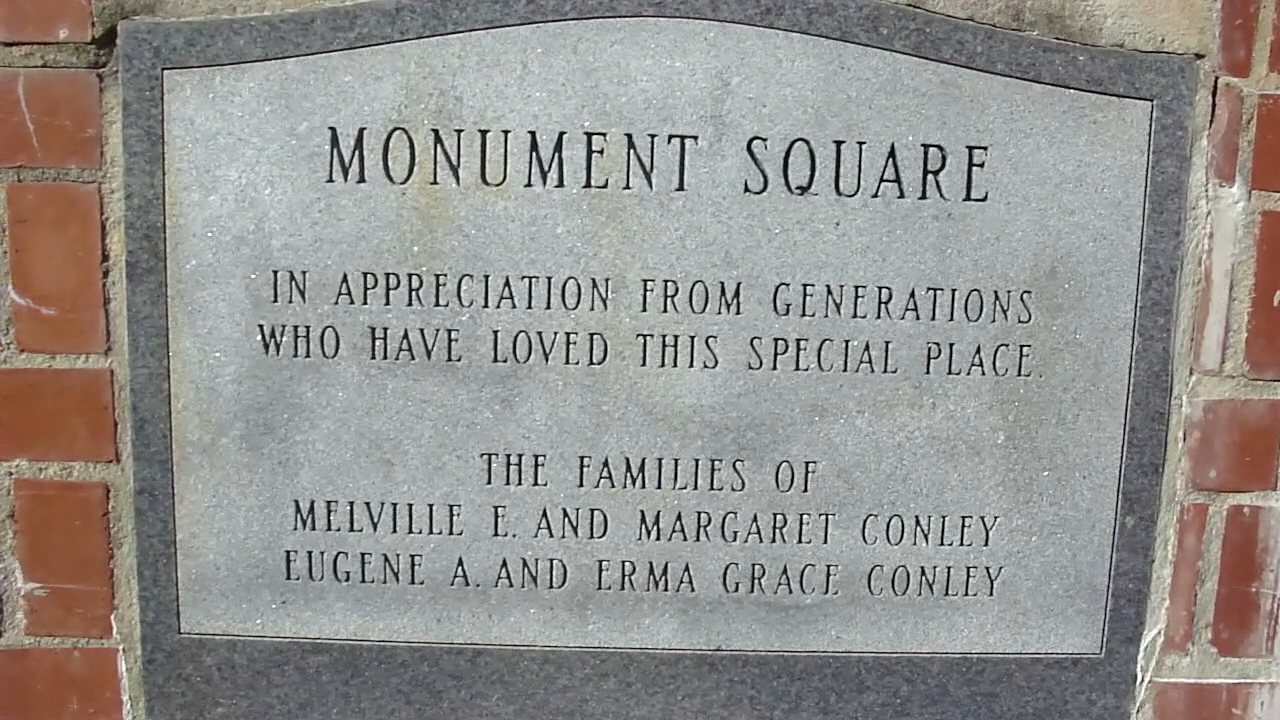 MONUMENT SQUARE
IN APPRECIATION FROM GENERATIONS
WHO HAVE LOVED THIS SPECIAL PLACE.
THE FAMILIES OF
MELVILLE E. AND MARGARET CONLEY
EUGENE A. AND ERMA GRACE CONLEY